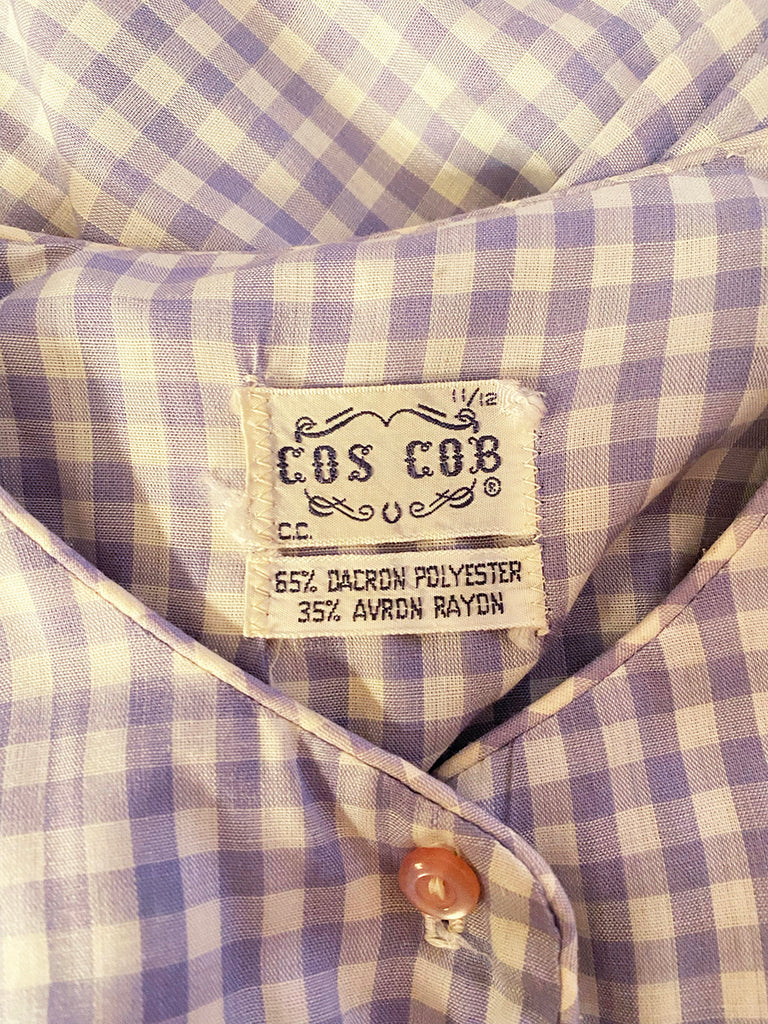 11/12
COS COB
®
C.C.
65% DACRON POLYESTER
35% AVRON RAYON